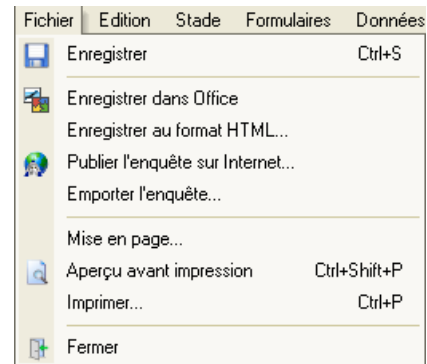 Fichier Edition Stade Formulaires Données
Enregistrer Ctrl+S
Enregistrer dans Office
Enregistrer au format HTML...
Publier l'enquête sur Internet...
Emporter l'enquête...
Mise en page...
Aperçu avant impression Ctrl+Shift+P
Imprimer... Ctrl+P
Fermer